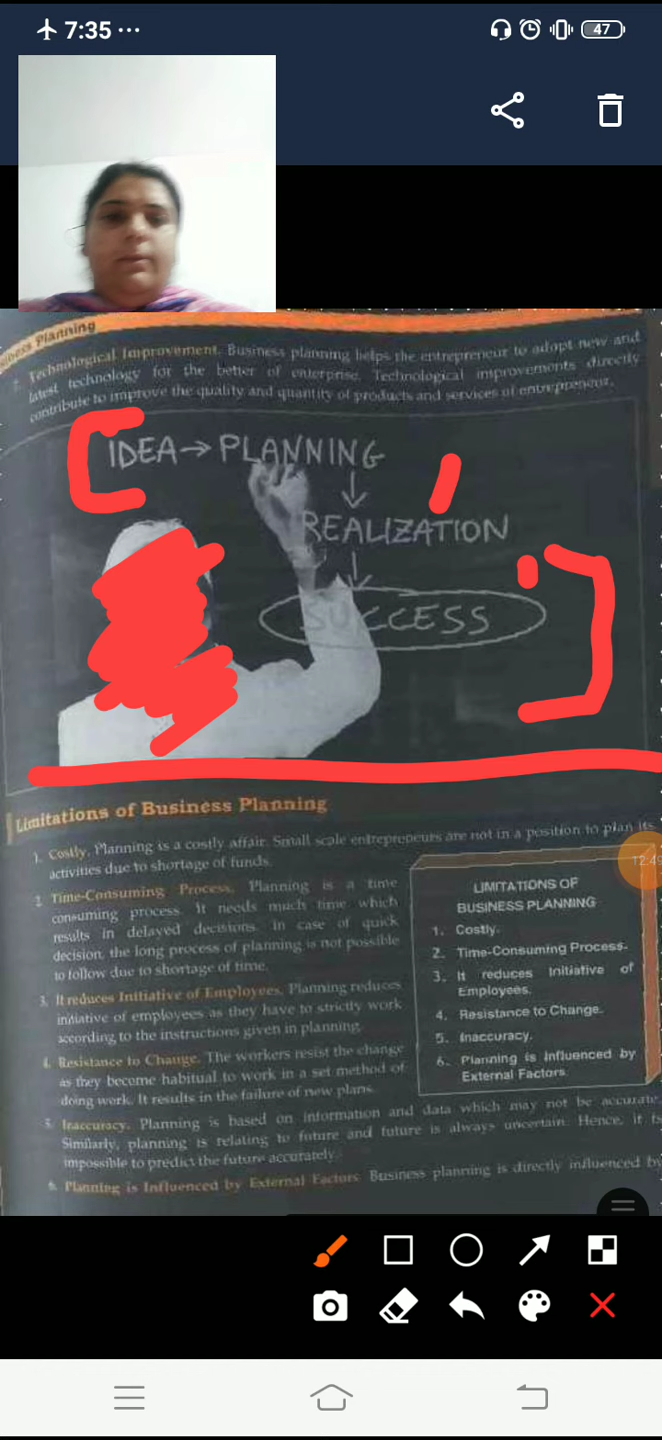 7:35 ...
47
siness Planning
7. Technological Improvement. Business planning helps the entrepreneur to adopt new and
latest technology for the better of enterprise. Technological improvements directly
contribute to improve the quality and quantity of products and services of entrepreneur.
IDEA → PLANNING
REALIZATION
SUCCESS
Limitations of Business Planning
1. Costly. Planning is a costly affair. Small scale entrepreneurs are not in a position to plan its
activities due to shortage of funds.
12:49
2. Time-Consuming Process. Planning is a time
consuming process. It needs much time which
results in delayed decisions. In case of quick
decision, the long process of planning is not possible
to follow due to shortage of time.
3. It reduces Initiative of Employees. Planning reduces
initiative of employees as they have to strictly work
according to the instructions given in planning.
4. Resistance to Change. The workers resist the change
as they become habitual to work in a set method of
doing work. It results in the failure of new plans.
LIMITATIONS OF
BUSINESS PLANNING
1. Costly.
2. Time-Consuming Process.
3. It reduces Initiative of
Employees.
4. Resistance to Change.
5. Inaccuracy.
6. Planning is Influenced by
External Factors
5. Inaccuracy. Planning is based on information and data which may not be accurate.
Similarly, planning is relating to future and future is always uncertain. Hence, it is
impossible to predict the future accurately.
6. Planning is Influenced by External Factors Business planning is directly influenced by